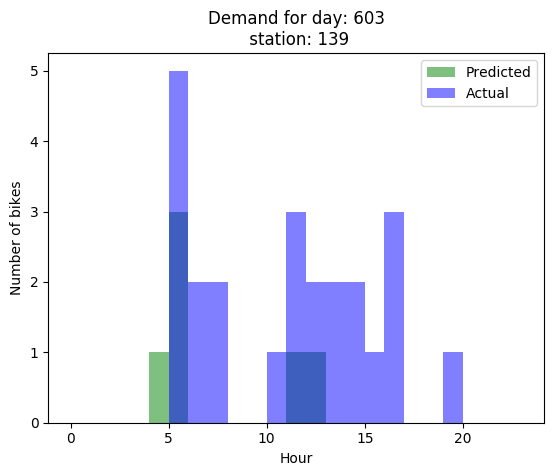 Demand for day: 603
station: 139
Predicted
Actual
Number of bikes
5
4
3
2
1
0
0 5 10 15 20
Hour